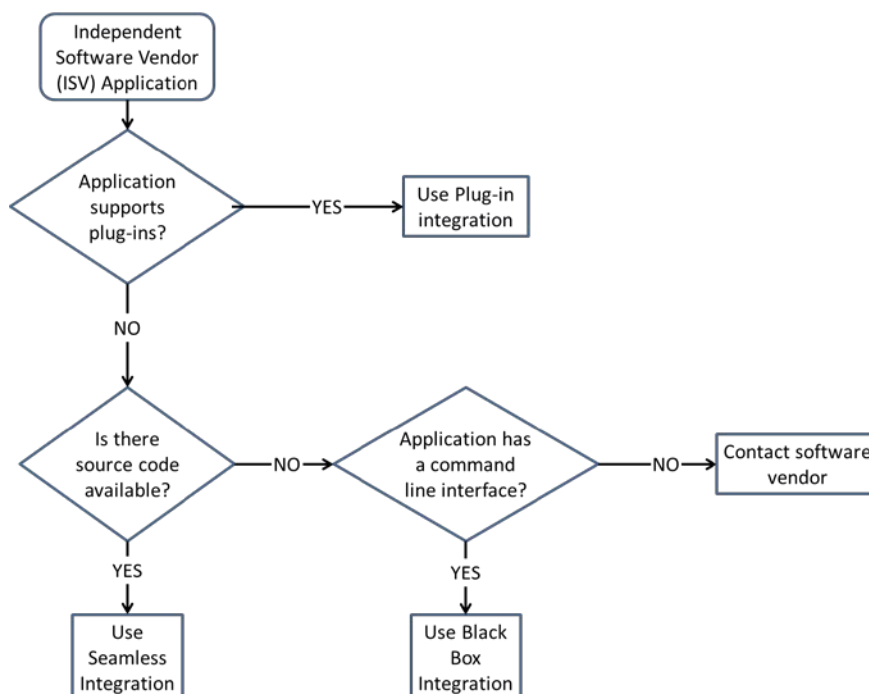 Independent
Software Vendor
(ISV) Application
Application
supports
plug-ins?
YES
Use Plug-in
integration
NO
Is there
source code
available?
NO
Application has
a command
line interface?
NO
Contact software
vendor
YES
Use
Seamless
Integration
YES
Use Black
Box
Integration